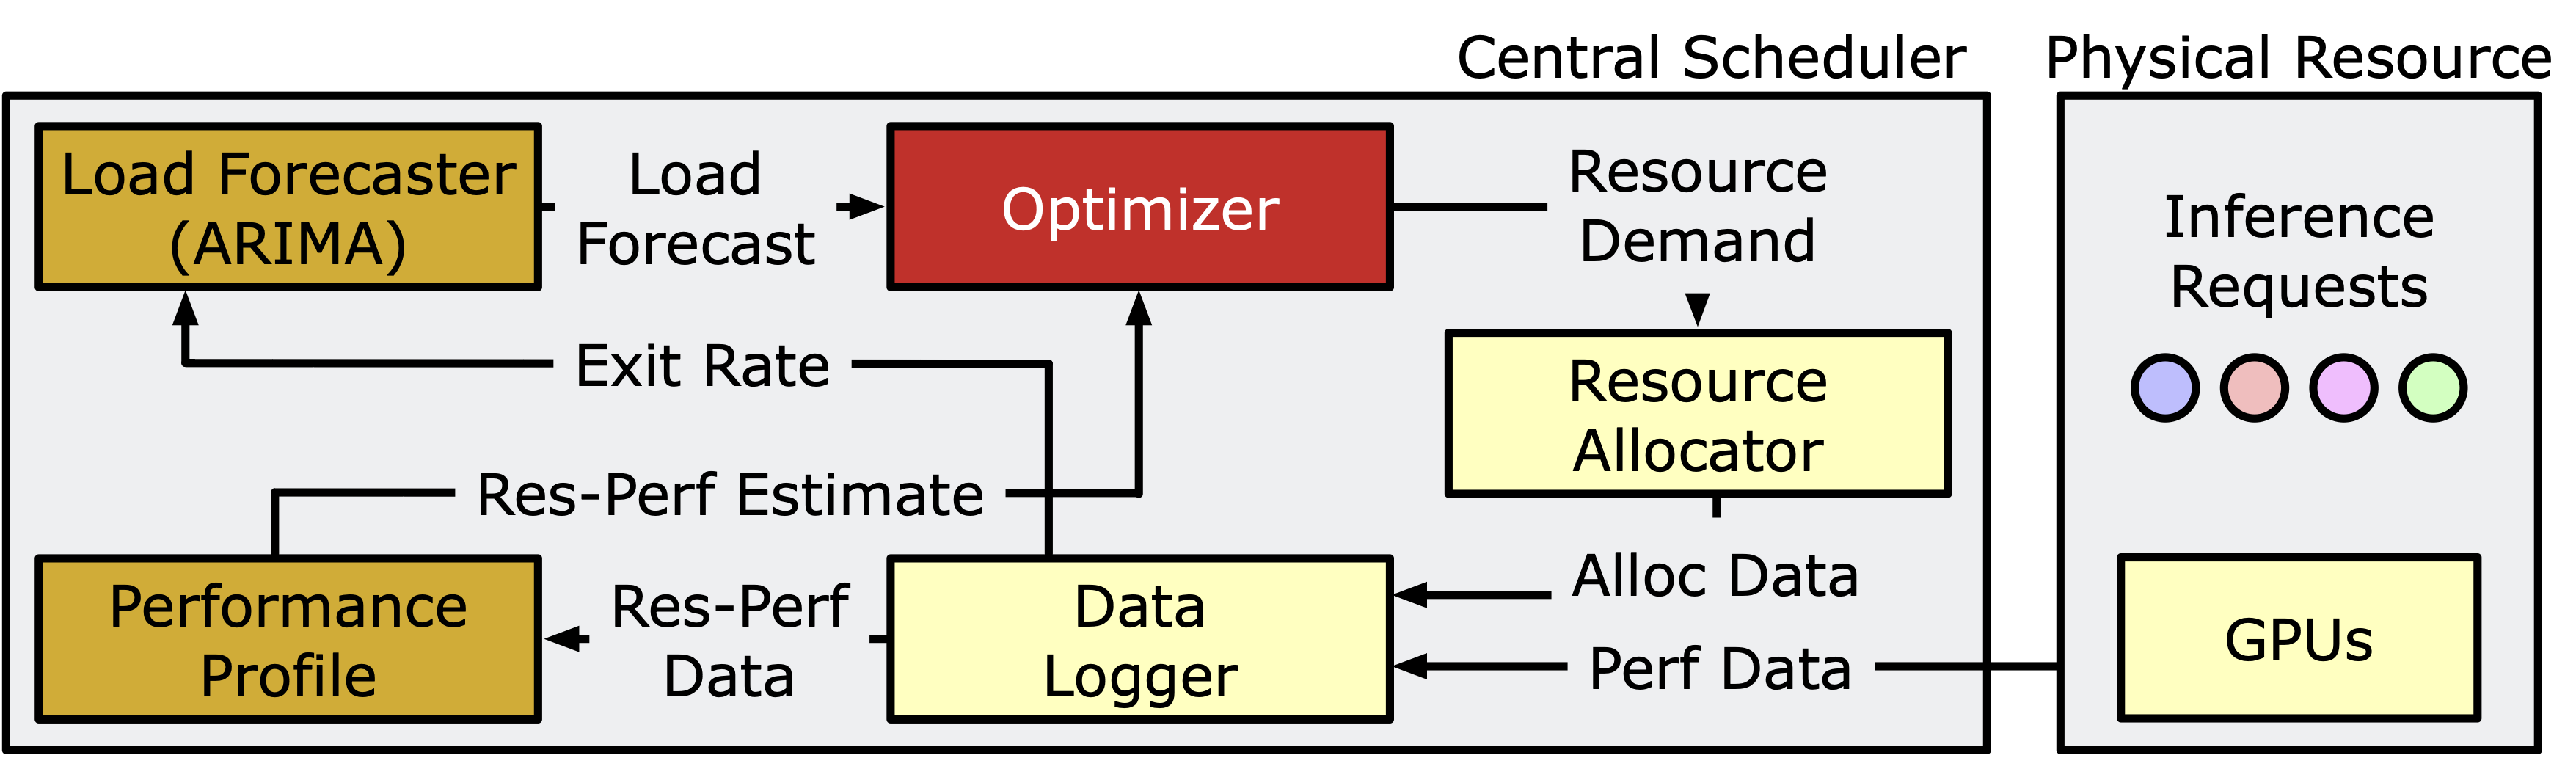 Central Scheduler
Physical Resource
Load Forecaster
(ARIMA)
Load
Forecast
Optimizer
Resource
Demand
Inference
Requests
Exit Rate
Resource
Allocator
Res-Perf Estimate
Performance
Profile
Res-Perf
Data
Data
Logger
Alloc Data
Perf Data
GPUs